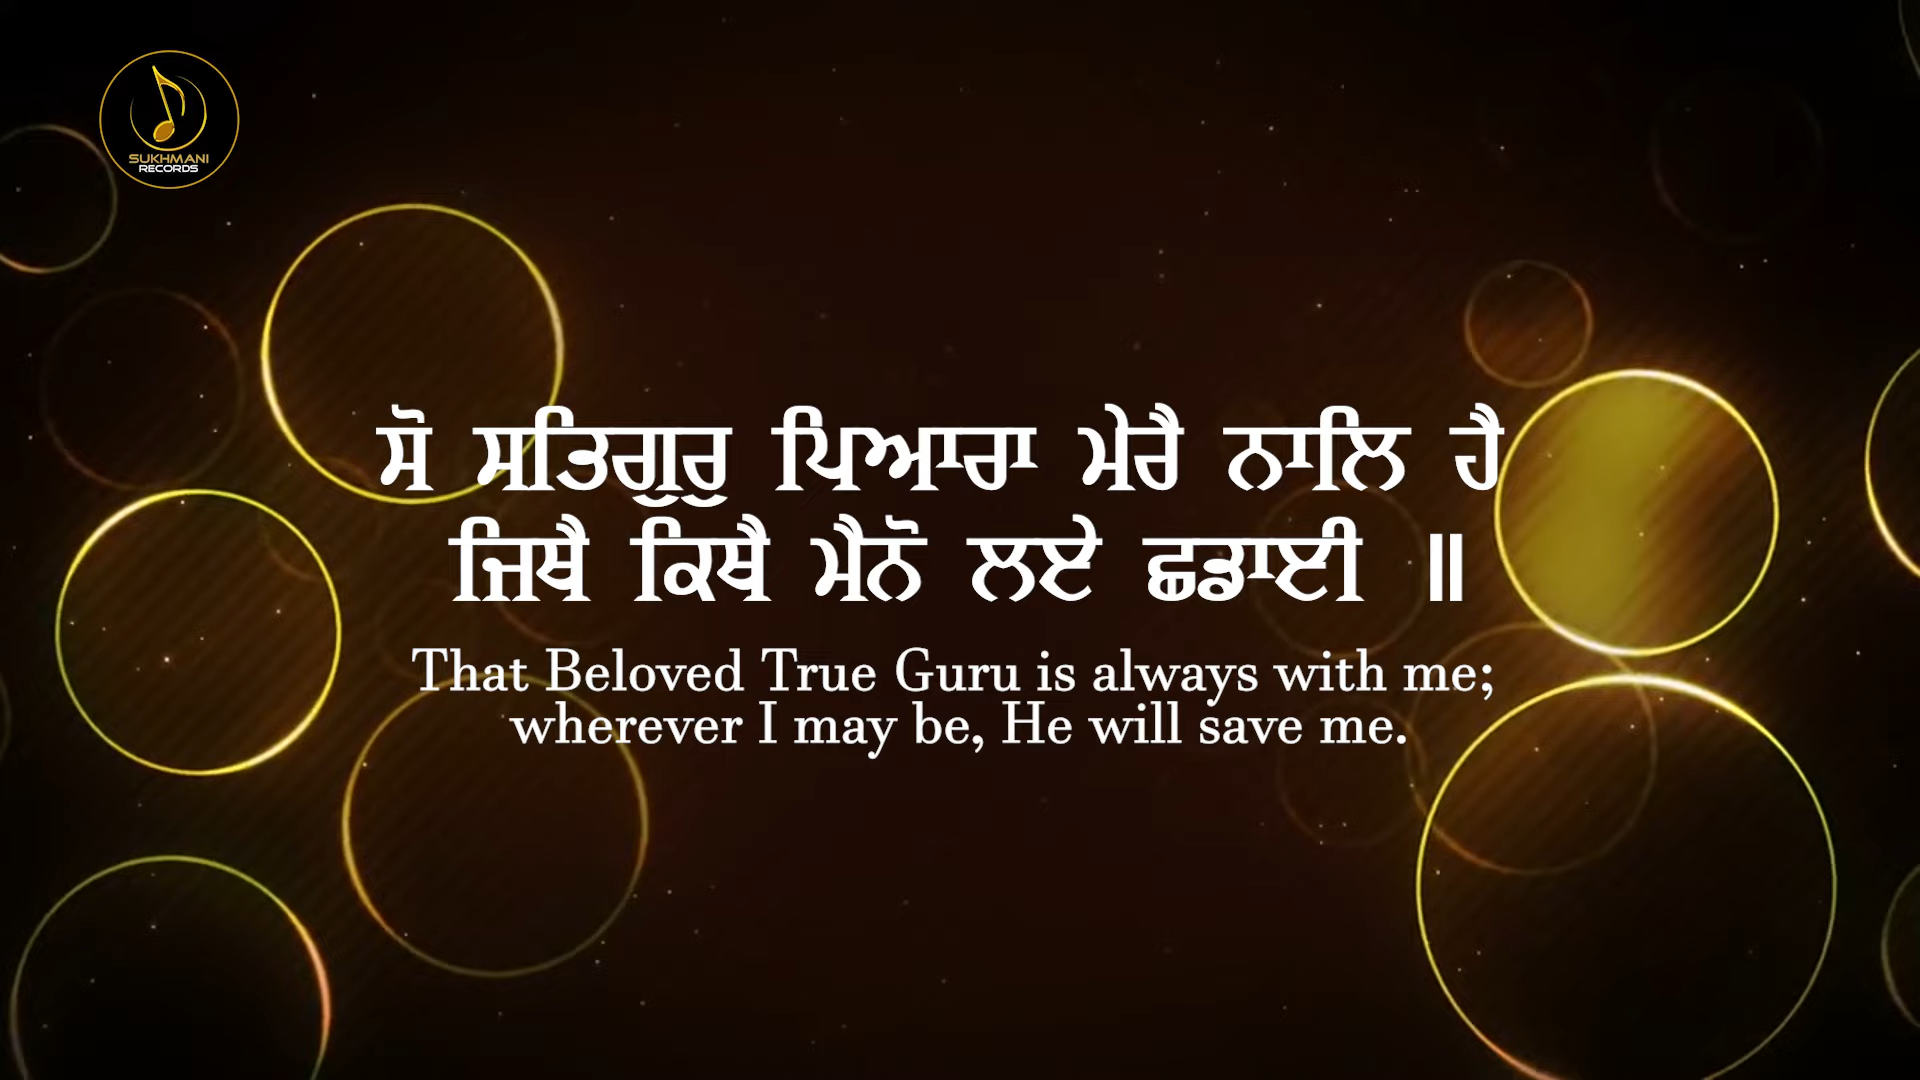 SUKHMANI
RECORDS
ਸੋ ਸਤਿਗੁਰੁ ਪਿਆਰਾ ਮੇਰੈ ਨਾਲਿ ਹੈ
ਜਿਥੈ ਕਿਥੈ ਮੈਨੋ ਲਏ ਛਡਾਈ ॥
That Beloved True Guru is always with me;
wherever I may be, He will save me.